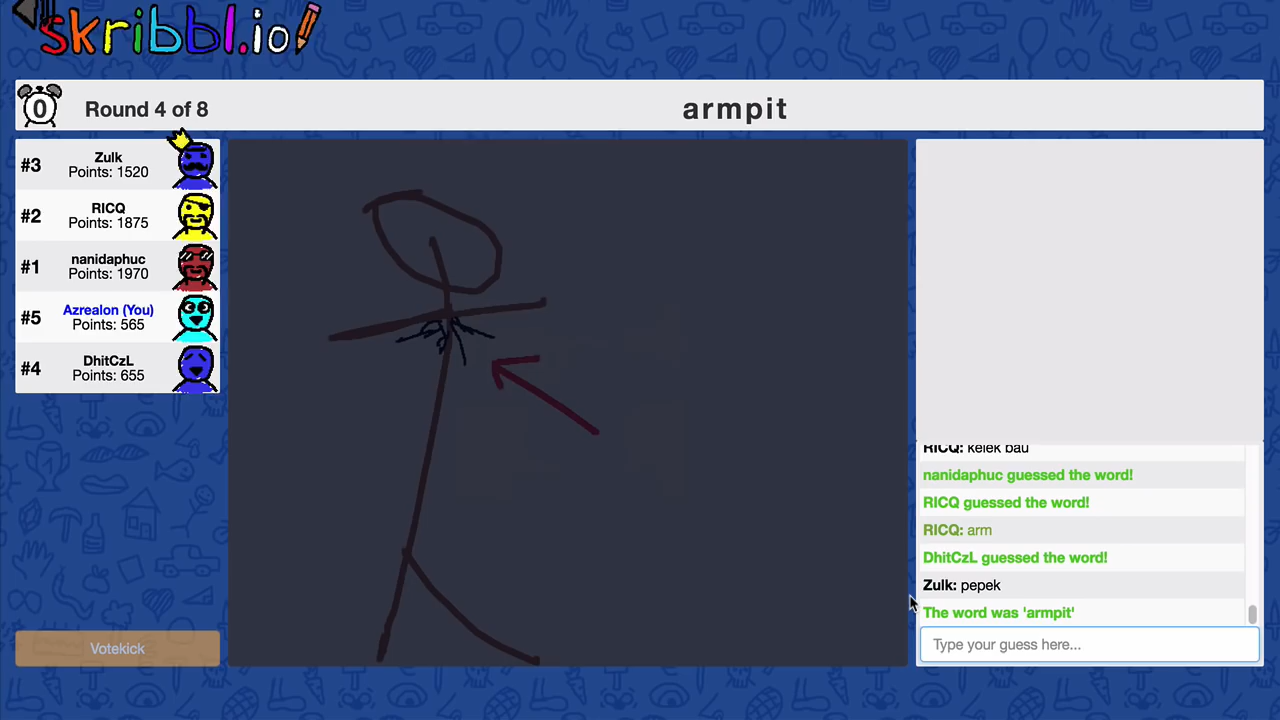 skribbl.io
0
Round 4 of 8
armpit
#3
Zulk
Points: 1520
#2
RICQ
Points: 1875
#1
nanidaphuc
Points: 1970
#5
Azrealon (You)
Points: 565
#4
DhitCzL
Points: 655
Votekick
RICQ: kelek bau
nanidaphuc guessed the word!
RICQ guessed the word!
RICQ: arm
DhitCzL guessed the word!
Zulk: pepek
The word was 'armpit'
Type your guess here...